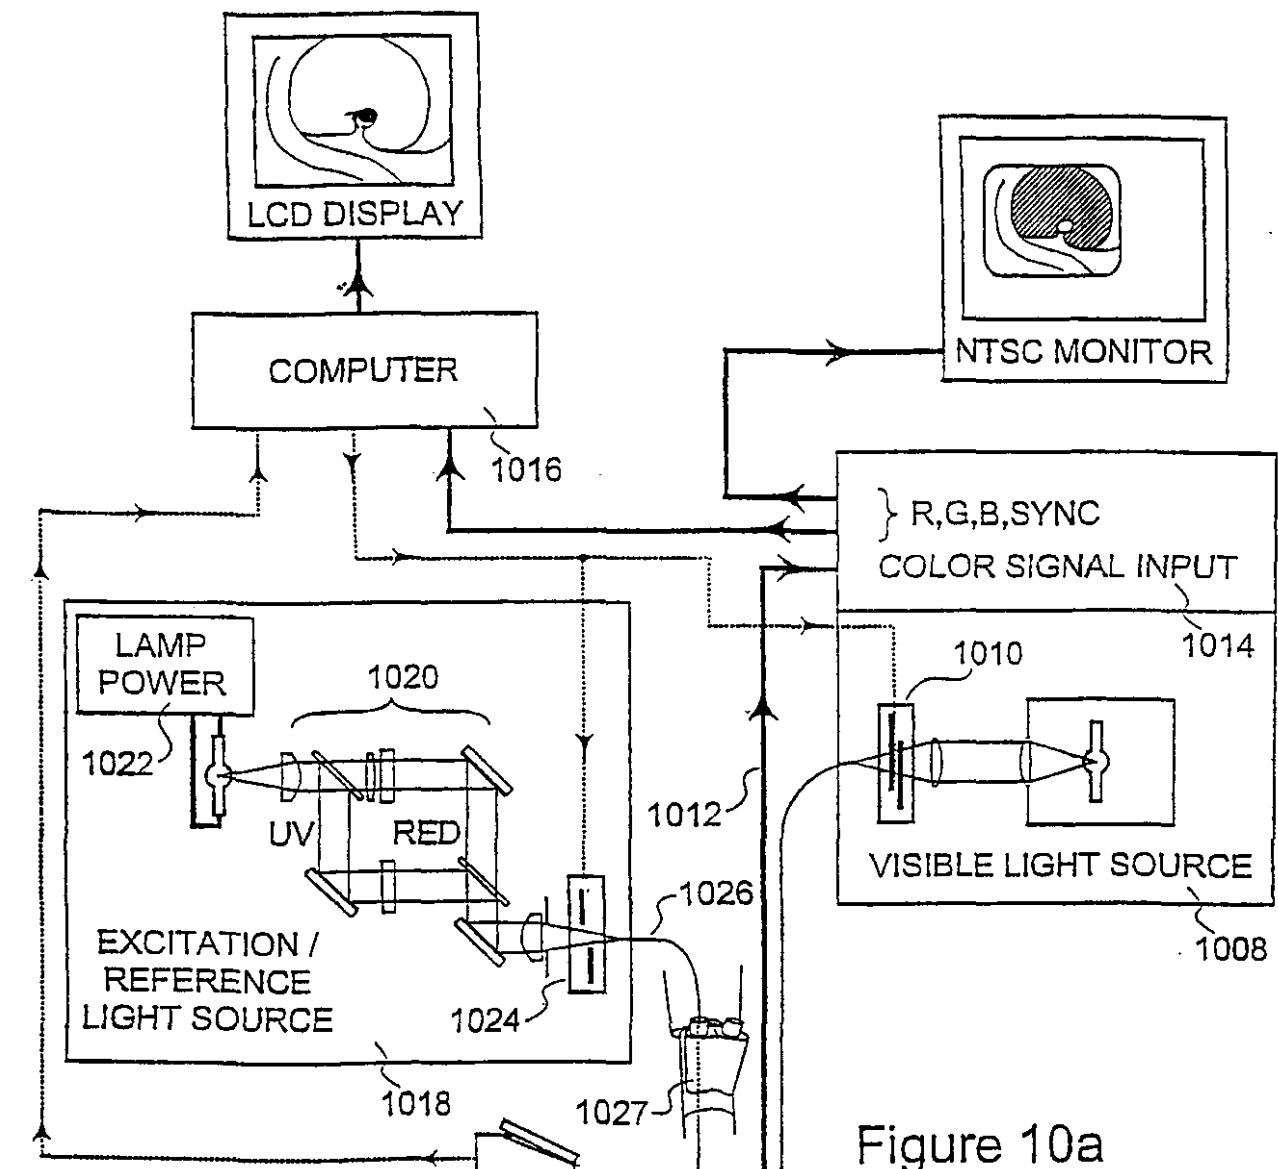 LCD DISPLAY
NTSC MONITOR
COMPUTER
1016
R,G,B,SYNC
COLOR SIGNAL INPUT
1014
LAMP
POWER
1022
1020
1010
UV
RED
1012
VISIBLE LIGHT SOURCE
1008
1026
EXCITATION /
REFERENCE
LIGHT SOURCE
1024
1018
1027
Figure 10a